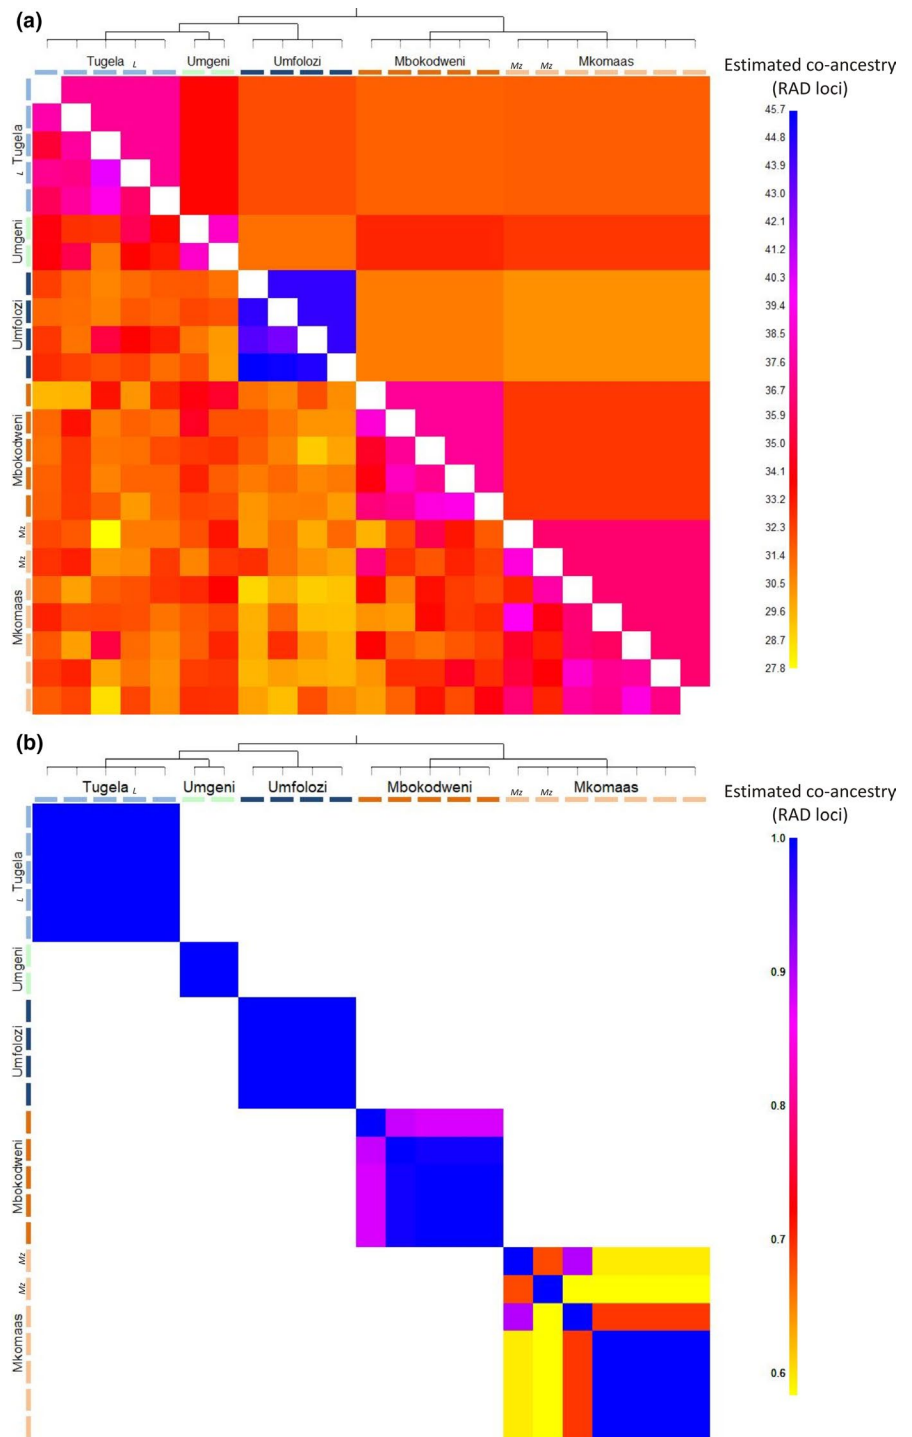 (a)
Tugela L Umgeni Umfolozi Mbokodweni Mz Mz Mkomaas
Estimated co-ancestry
(RAD loci)
45.7
44.8
43.9
43.0
42.1
41.2
40.3
39.4
38.5
37.6
36.7
35.9
35.0
34.1
33.2
32.3
31.4
30.5
29.6
28.7
27.8
L Tugela
Umgeni
Umfolozi
Mbokodweni
Mz
Mz
Mkomaas
(b)
Tugela L Umgeni Umfolozi Mbokodweni Mz Mz Mkomaas
Estimated co-ancestry
(RAD loci)
1.0
0.9
0.8
0.7
0.6
L Tugela
Umgeni
Umfolozi
Mbokodweni
Mz
Mz
Mkomaas